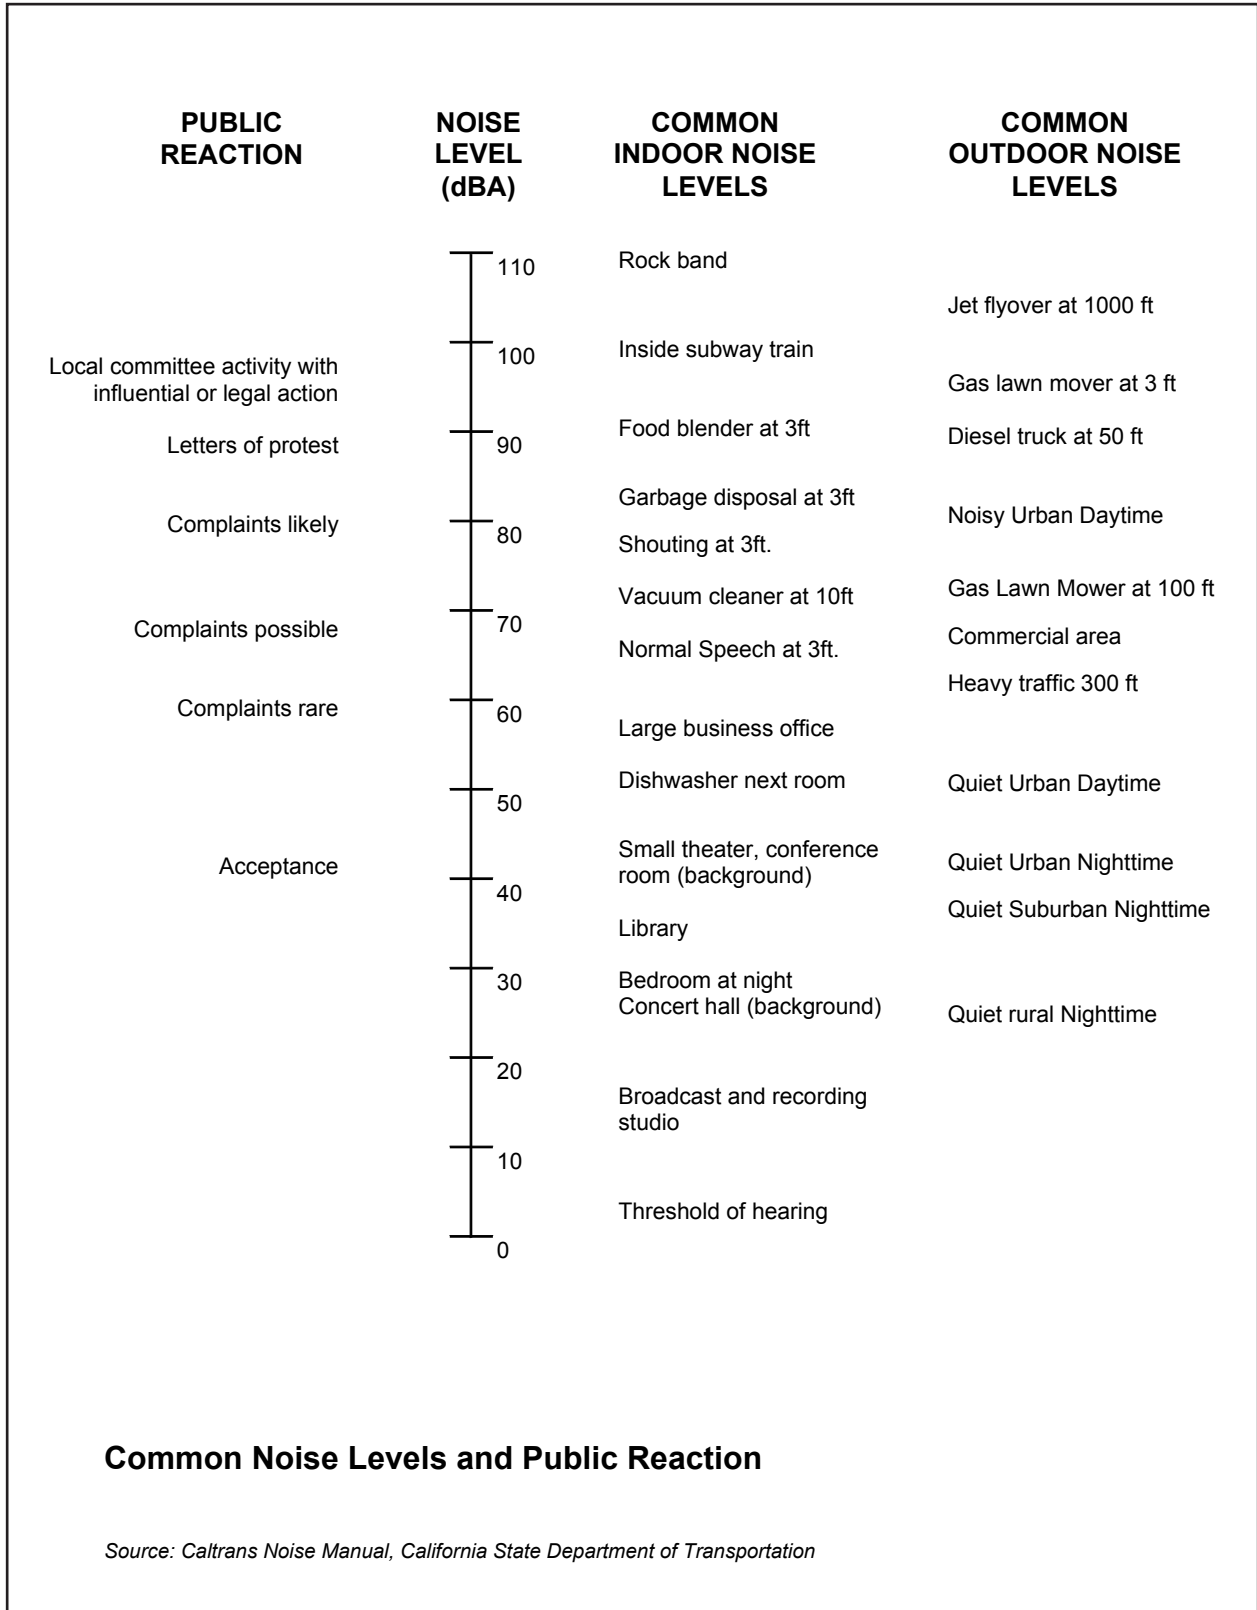 PUBLIC
REACTION
NOISE
LEVEL
(dBA)
COMMON
INDOOR NOISE
LEVELS
COMMON
OUTDOOR NOISE
LEVELS
110
Rock band
Jet flyover at 1000 ft
100
Inside subway train
Local committee activity with
influential or legal action
Gas lawn mover at 3 ft
Food blender at 3ft
Diesel truck at 50 ft
Letters of protest
90
Garbage disposal at 3ft
Noisy Urban Daytime
Complaints likely
80
Shouting at 3ft.
Gas Lawn Mower at 100 ft
Vacuum cleaner at 10ft
70
Complaints possible
Commercial area
Normal Speech at 3ft.
Heavy traffic 300 ft
Complaints rare
60
Large business office
Dishwasher next room
Quiet Urban Daytime
50
Small theater, conference
room (background)
Quiet Urban Nighttime
Acceptance
40
Quiet Suburban Nighttime
Library
30
Bedroom at night
Concert hall (background)
Quiet rural Nighttime
20
Broadcast and recording
studio
10
Threshold of hearing
0
Common Noise Levels and Public Reaction
Source: Caltrans Noise Manual, California State Department of Transportation